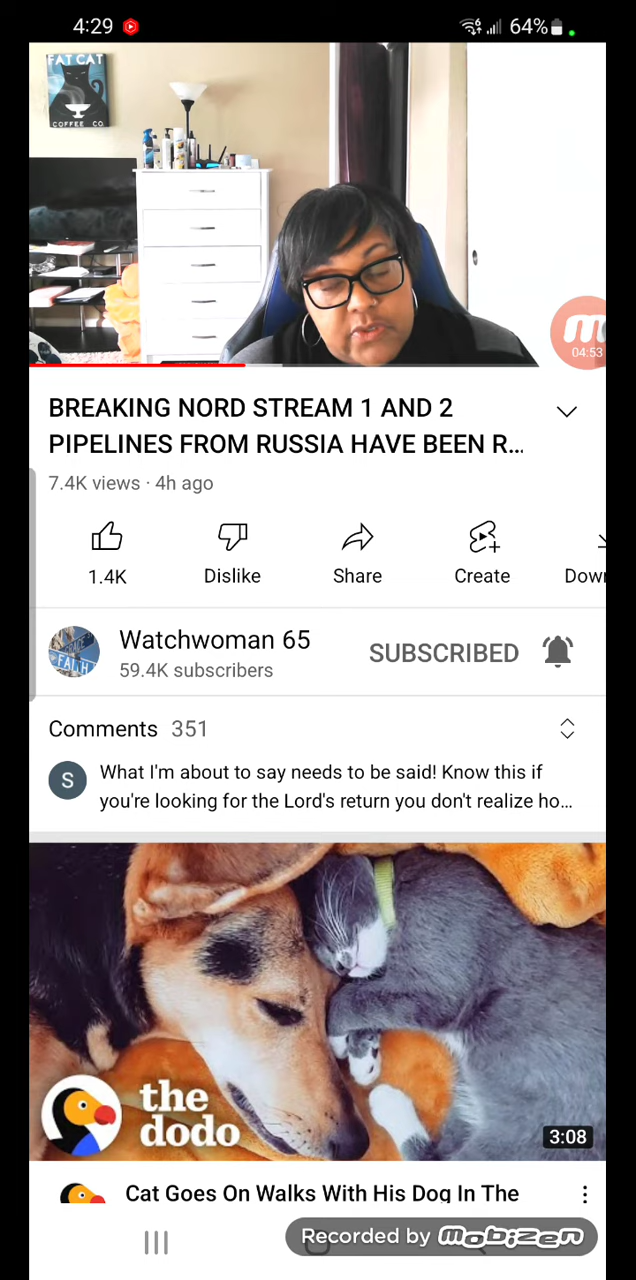 4:29
64%
FAT CAT
COFFEE CO.
04:53
BREAKING NORD STREAM 1 AND 2
PIPELINES FROM RUSSIA HAVE BEEN R...
7.4K views · 4h ago
1.4K
Dislike
Share
Create
Dow
FAITH
Watchwoman 65
SUBSCRIBED
59.4K subscribers
Comments 351
S
What I'm about to say needs to be said! Know this if
you're looking for the Lord's return you don't realize ho...
the
dodo
3:08
Cat Goes On Walks With His Dog In The
Recorded by mobizen